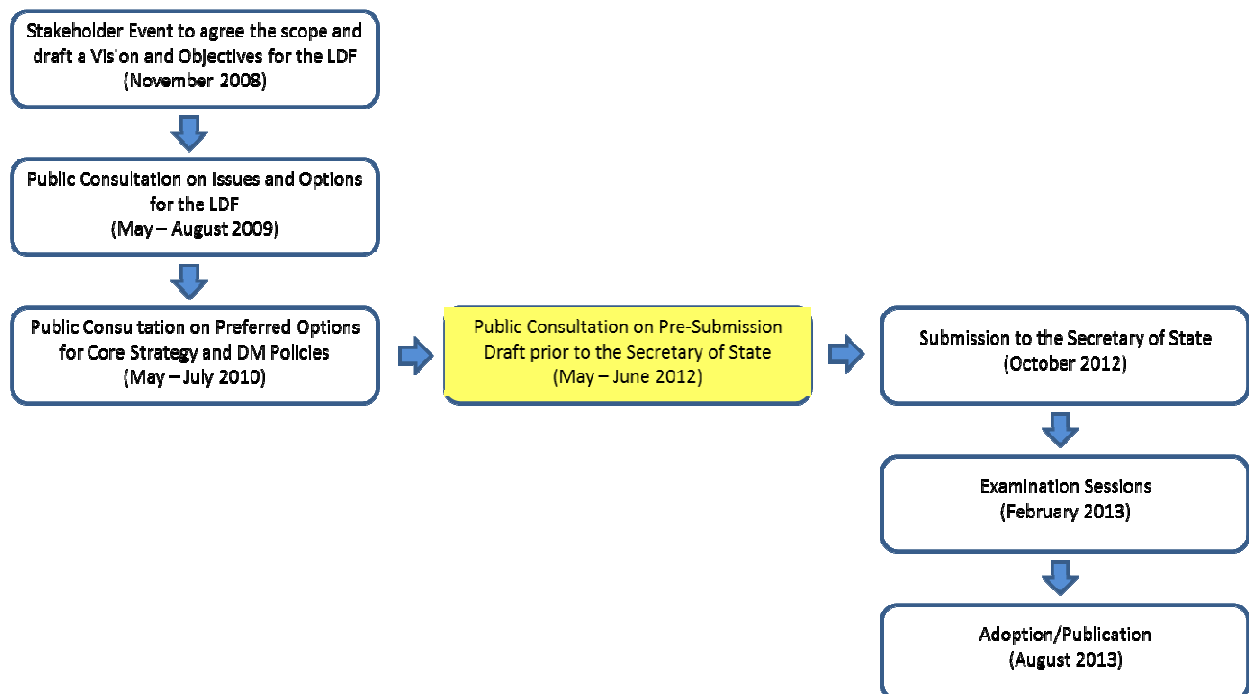 Stakeholder Event to agree the scope and
draft a Vision and Objectives for the LDF
(November 2008)
Public Consultation on Issues and Options
for the LDF
(May – August 2009)
Public Consultation on Preferred Options
for Core Strategy and DM Policies
(May – July 2010)
Public Consultation on Pre-Submission
Draft prior to the Secretary of State
(May – June 2012)
Submission to the Secretary of State
(October 2012)
Examination Sessions
(February 2013)
Adoption/Publication
(August 2013)